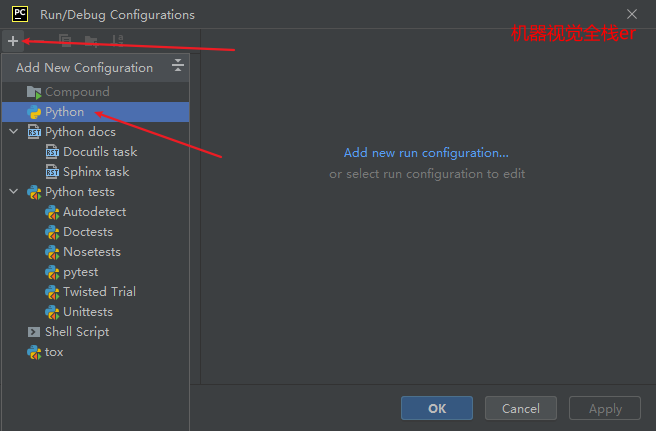 PC Run/Debug Configurations
机器视觉全栈er
Add New Configuration
Compound
Python
Python docs
RST Docutils task
RST Sphinx task
Python tests
Autodetect
Doctests
Nosetests
pytest
Twisted Trial
Unittests
Shell Script
tox
Add new run configuration...
or select run configuration to edit
OK
Cancel
Apply